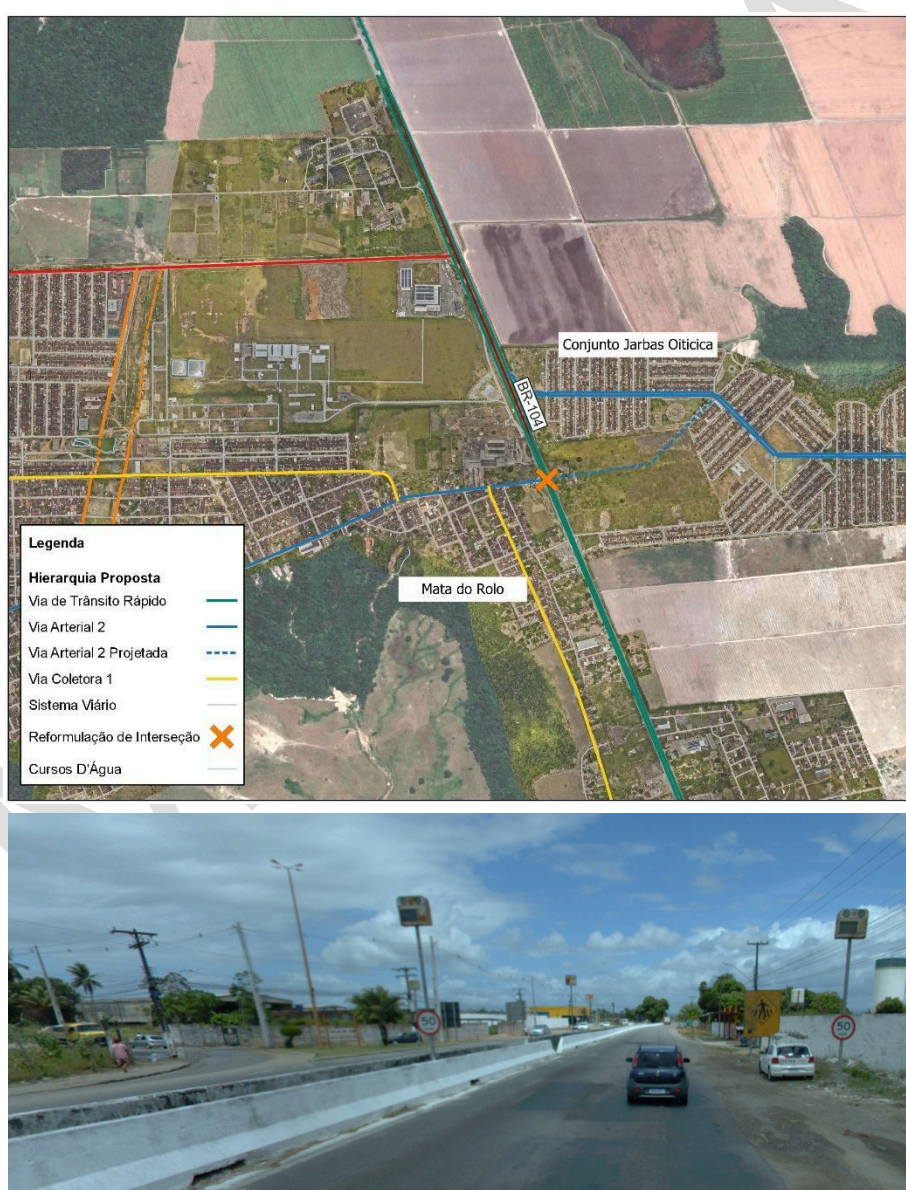 Conjunto Jarbas Oiticica
BR-104
Mata do Rolo
Legenda
Hierarquia Proposta
Via de Trânsito Rápido
Via Arterial 2
Via Arterial 2 Projetada
Via Coletora 1
Sistema Viário
Reformulação de Interseção
Cursos D'Água
50
50